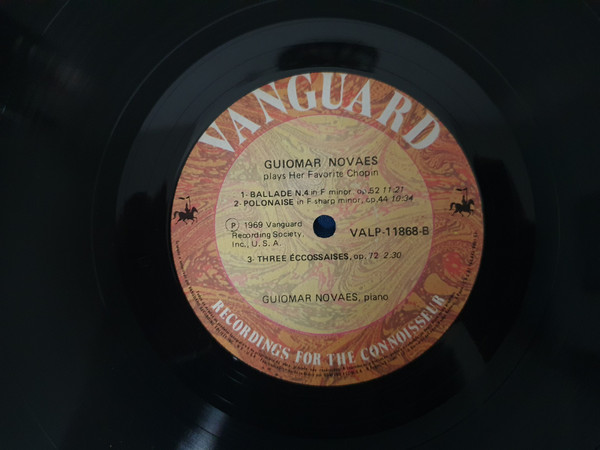 VANGUARD
GUIOMAR NOVAES
plays Her Favorite Chopin
1- BALLADE N.4 in F minor, op.52 11:21
2- POLONAISE in F sharp minor, op.44 10:34
Ⓟ 1969 Vanguard
Recording Society,
Inc., U. S. A.
VALP-11868-B
3- THREE ÉCCOSSAISES, op. 72 2:30
GUIOMAR NOVAES, piano
RECORDINGS FOR THE CONNOISSEUR